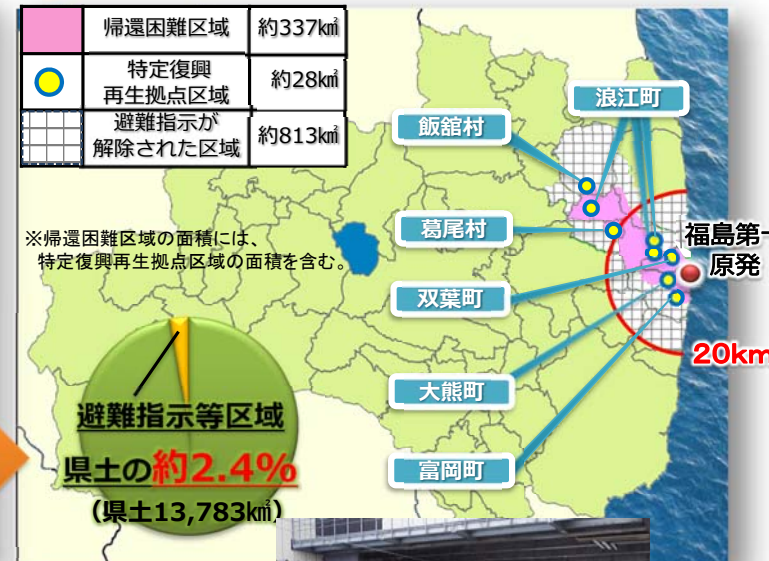 帰還困難区域 約337㎢
特定復興
再生拠点区域 約28㎢
避難指示が
解除された区域 約813㎢
※帰還困難区域の面積には、
特定復興再生拠点区域の面積を含む。
浪江町
飯舘村
葛尾村
双葉町
大熊町
富岡町
福島第一
原発
20km
避難指示等区域
県土の約2.4%
(県土13,783㎢)